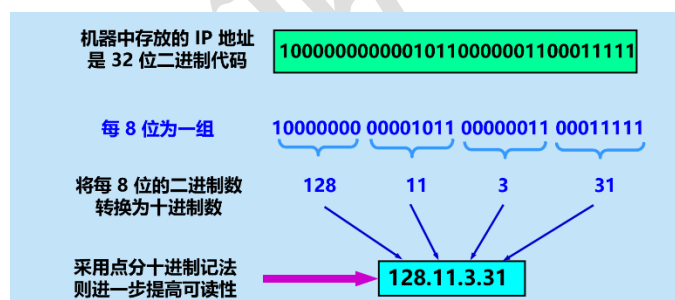 机器中存放的 IP 地址
是 32 位二进制代码
10000000000010110000001100011111
每 8 位为一组
10000000 00001011 00000011 00011111
将每 8 位的二进制数
转换为十进制数
128 11 3 31
采用点分十进制记法
则进一步提高可读性
128.11.3.31